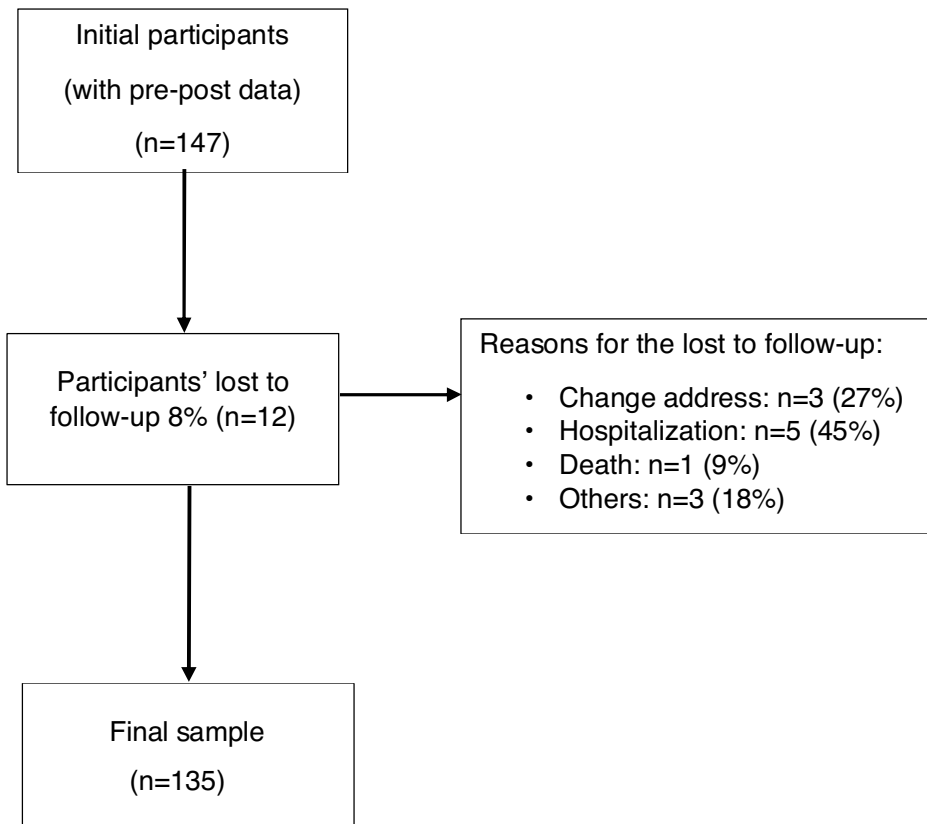 Initial participants
(with pre-post data)
(n=147)
Participants’ lost to
follow-up 8% (n=12)
Reasons for the lost to follow-up:
• Change address: n=3 (27%)
• Hospitalization: n=5 (45%)
• Death: n=1 (9%)
• Others: n=3 (18%)
Final sample
(n=135)